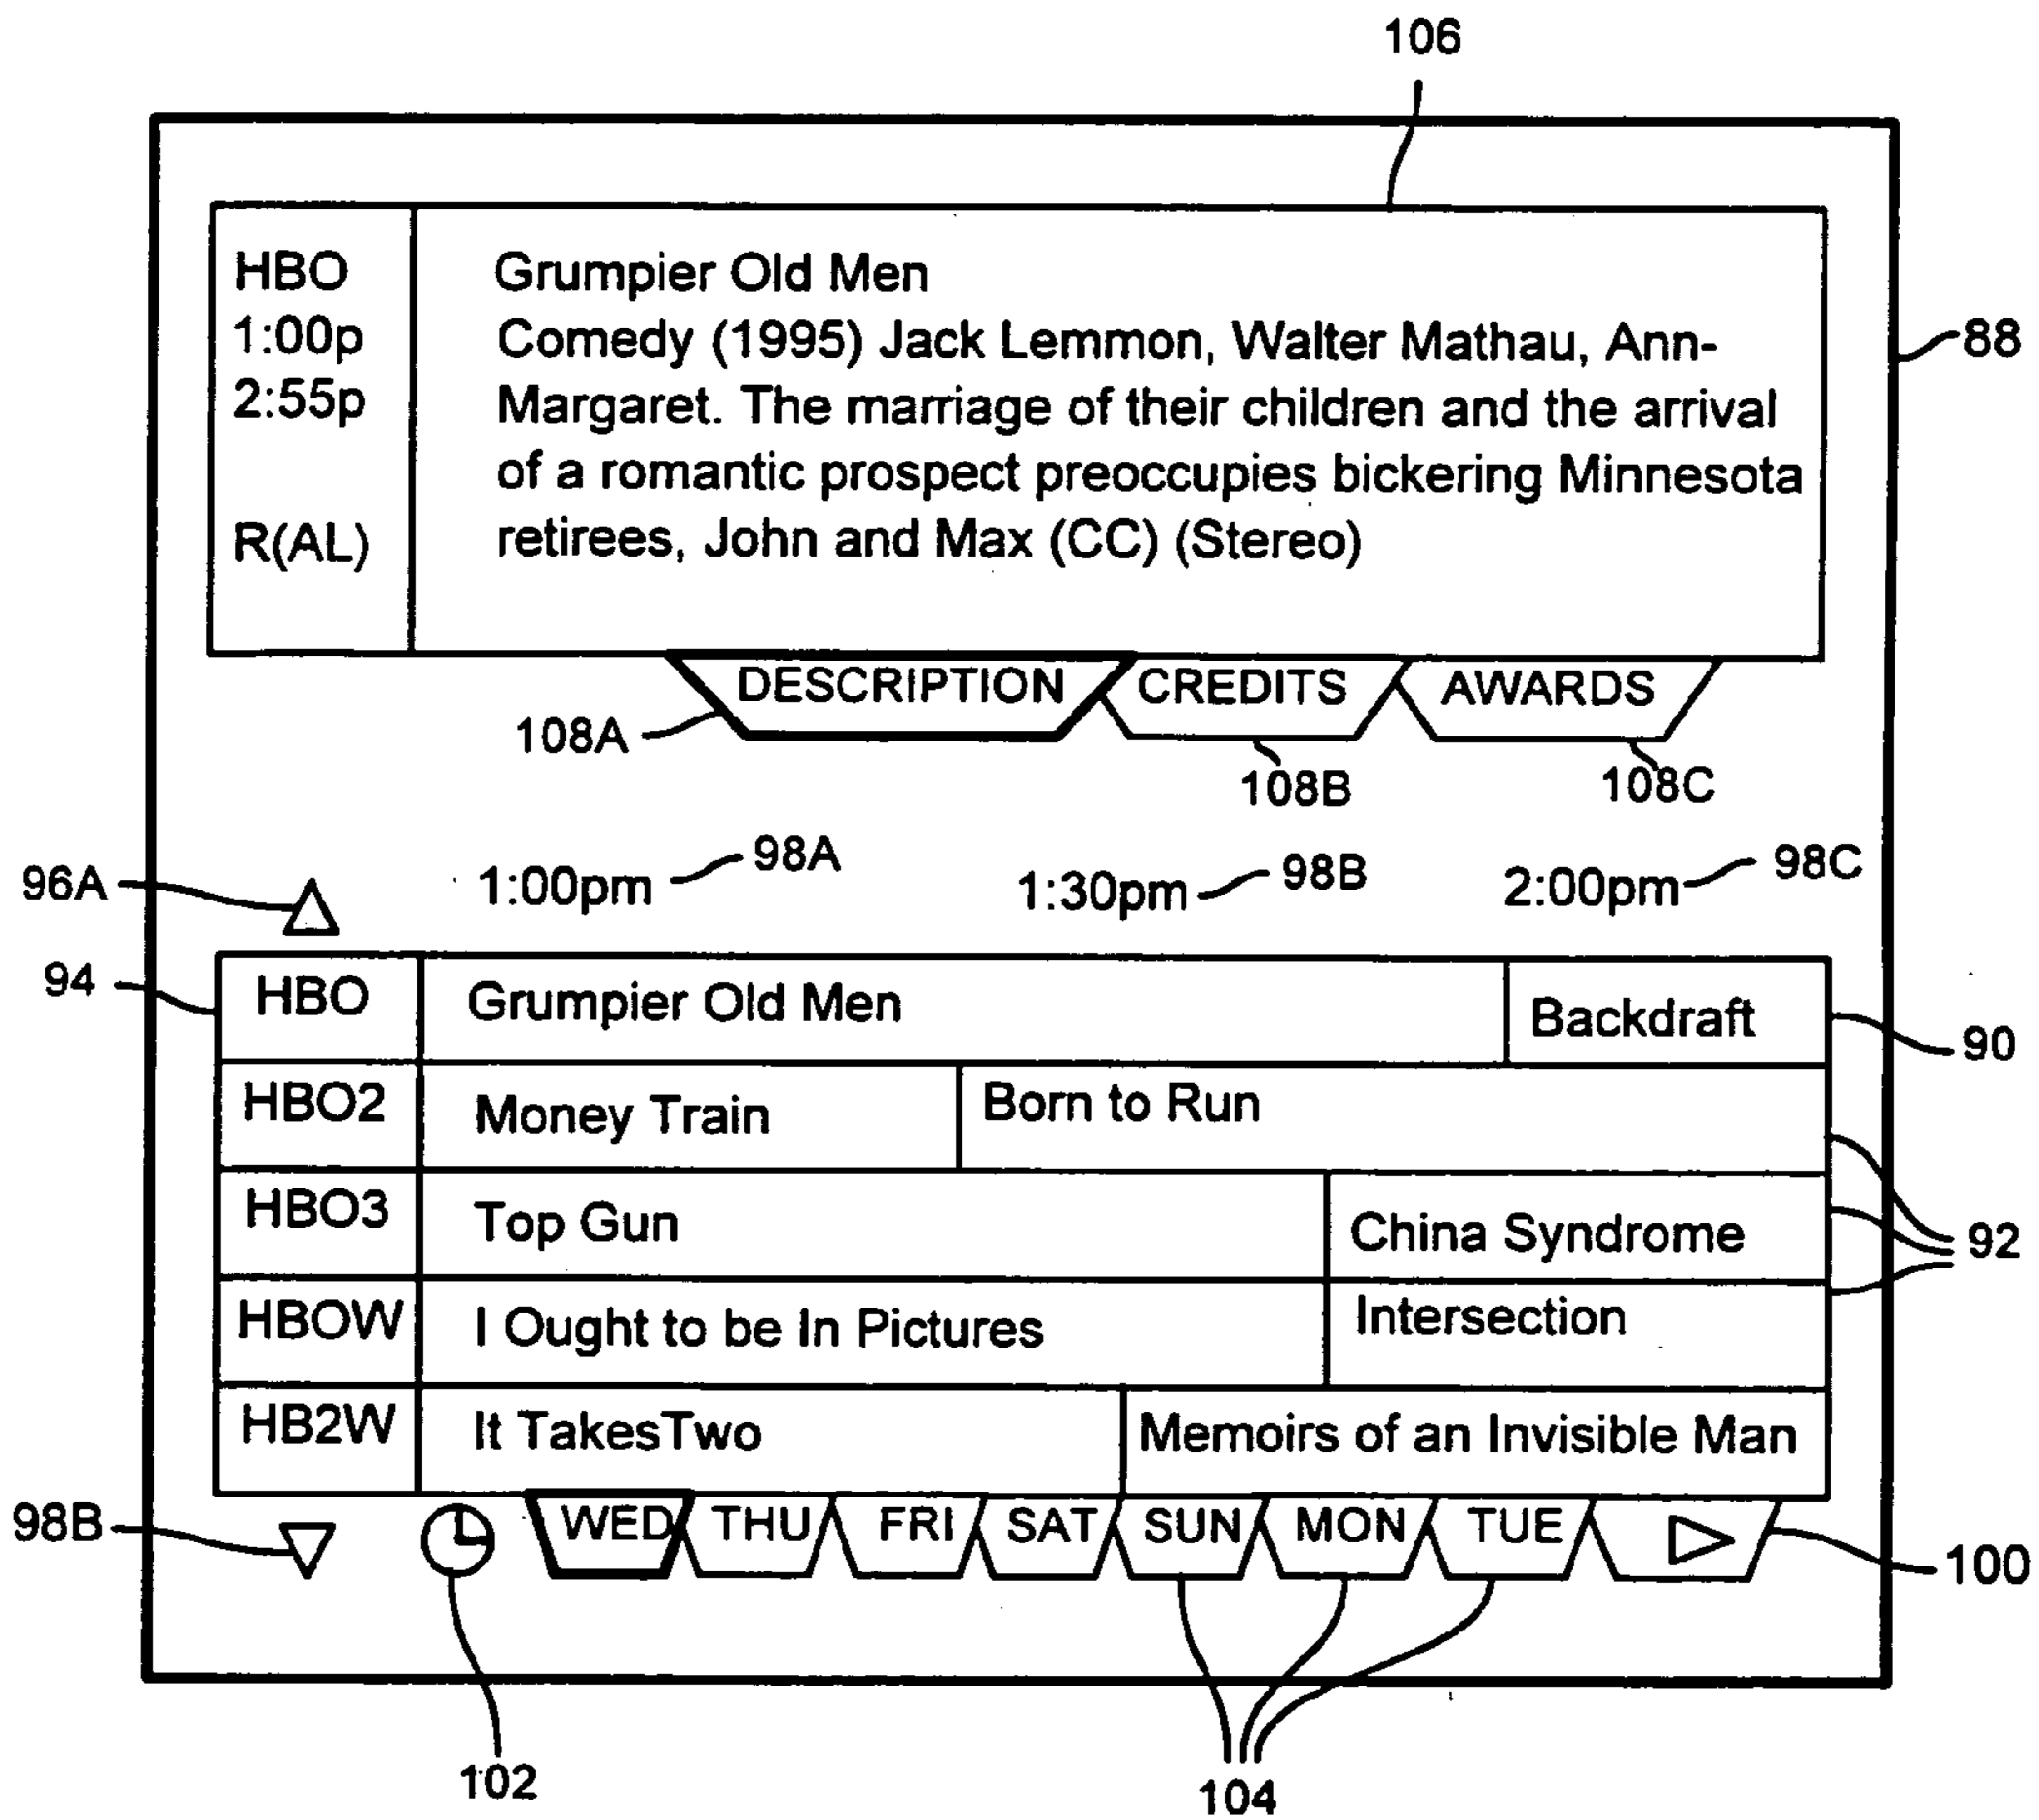 106
HBO
1:00p
2:55p
R(AL)
Grumpier Old Men
Comedy (1995) Jack Lemmon, Walter Mathau, Ann-
Margaret. The marriage of their children and the arrival
of a romantic prospect preoccupies bickering Minnesota
retirees, John and Max (CC) (Stereo)
88
DESCRIPTION CREDITS AWARDS
108A 108B 108C
96A 1:00pm 98A 1:30pm 98B 2:00pm 98C
94 HBO Grumpier Old Men Backdraft 90
HBO2 Money Train Born to Run
HBO3 Top Gun China Syndrome 92
HBOW I Ought to be In Pictures Intersection
HB2W It TakesTwo Memoirs of an Invisible Man
98B WED THU FRI SAT SUN MON TUE 100
102 104